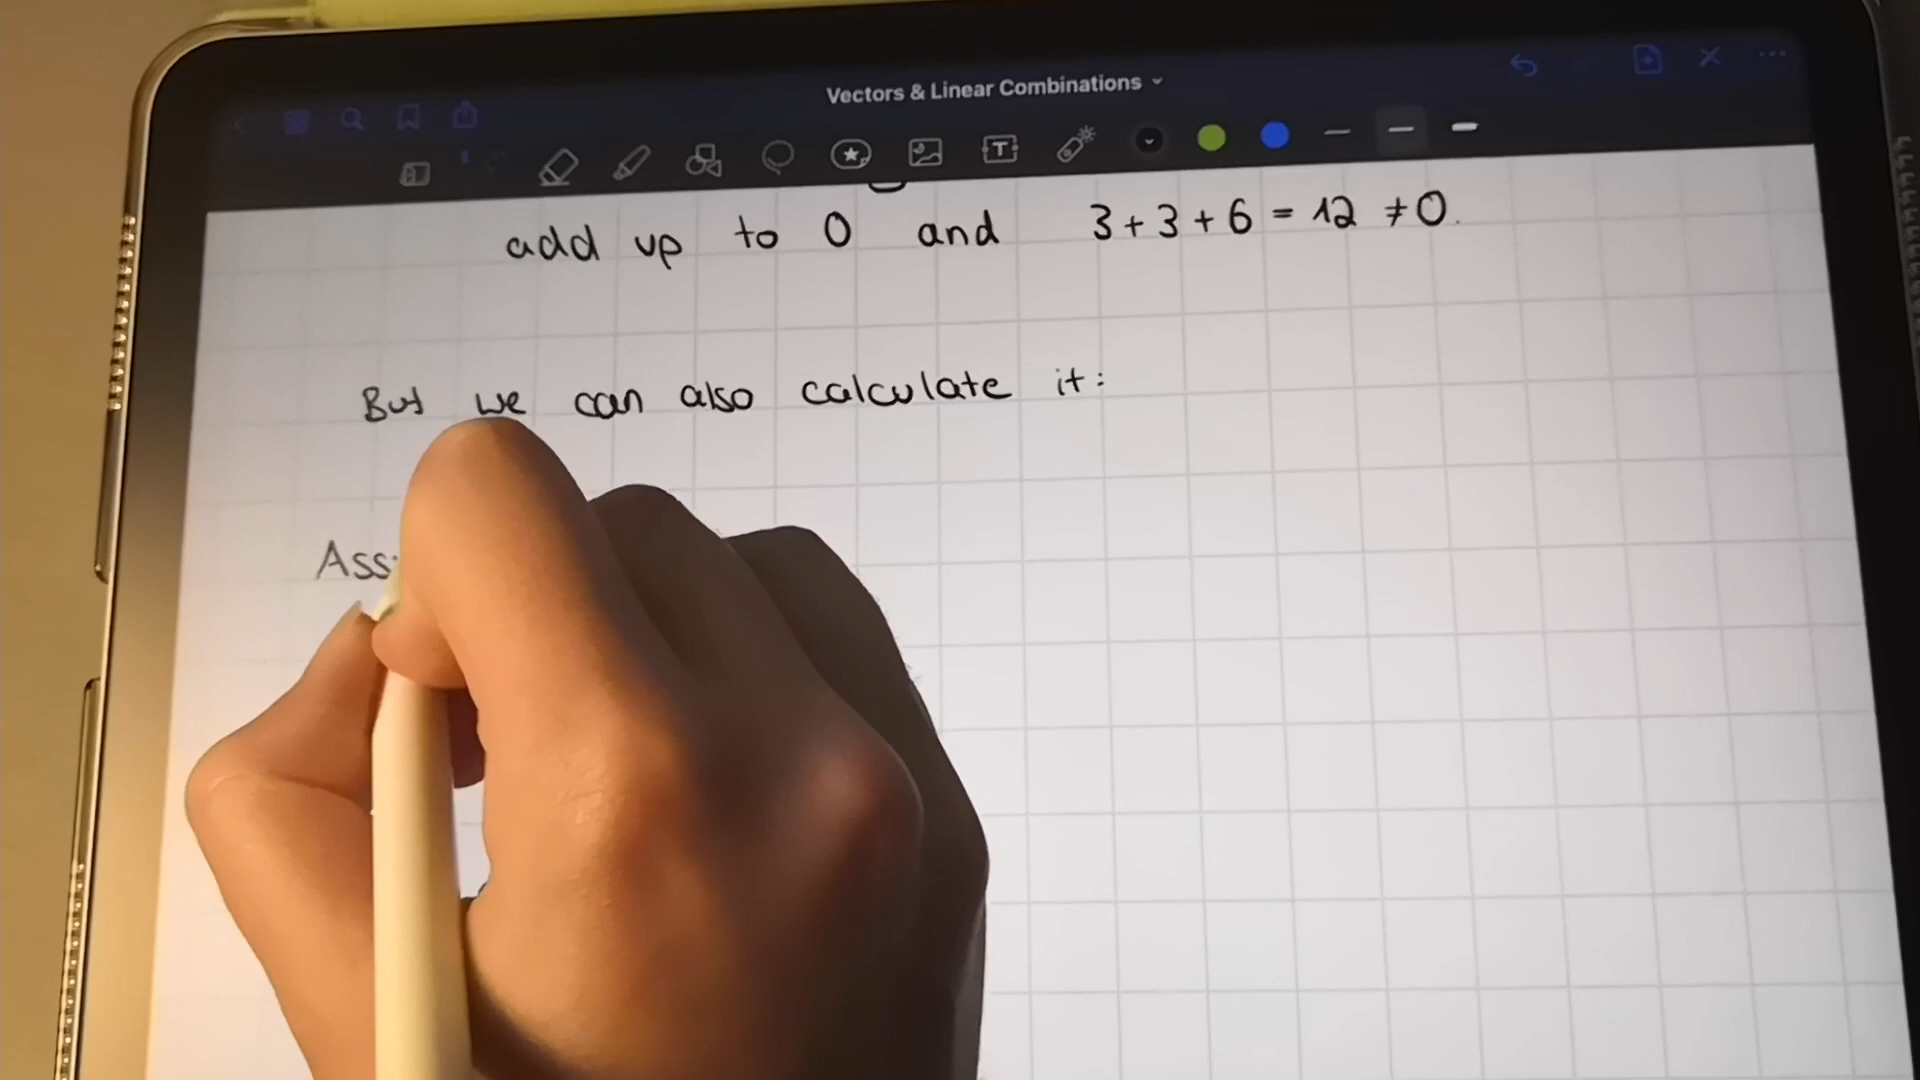 Vectors & Linear Combinations
add up to 0 and 3+3+6 = 12 ≠0.
But we can also calculate it:
Ass